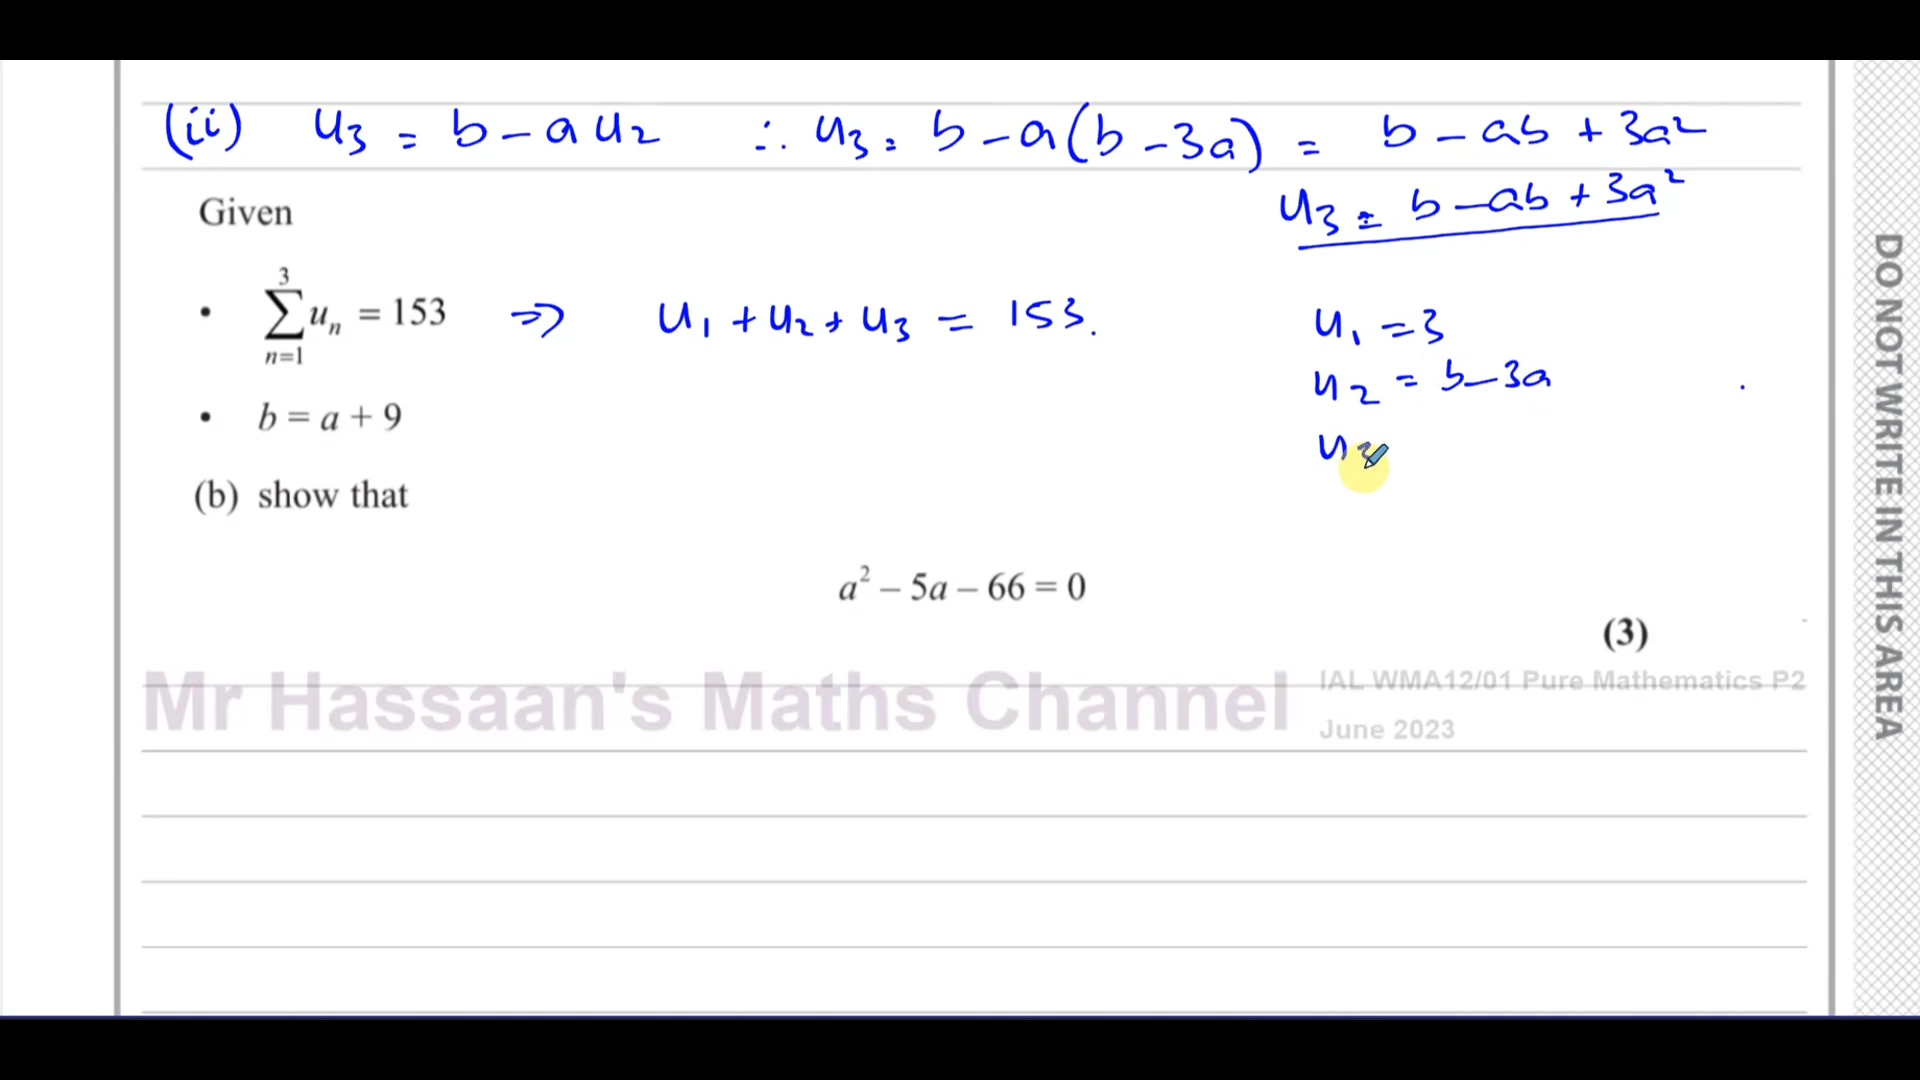 (ii) u₃ = b – a u₂ ∴ u₃ = b – a(b – 3a) = b – ab + 3a²
u₃ = b – ab + 3a²
Given
• ∑ₙ₌₁³ uₙ = 153 ⇒ u₁ + u₂ + u₃ = 153.
u₁ = 3
u₂ = b – 3a
• b = a + 9
(b) show that
a² – 5a – 66 = 0
(3)
Mr Hassaan's Maths Channel
IAL WMA12/01 Pure Mathematics P2
June 2023
DO NOT WRITE IN THIS AREA